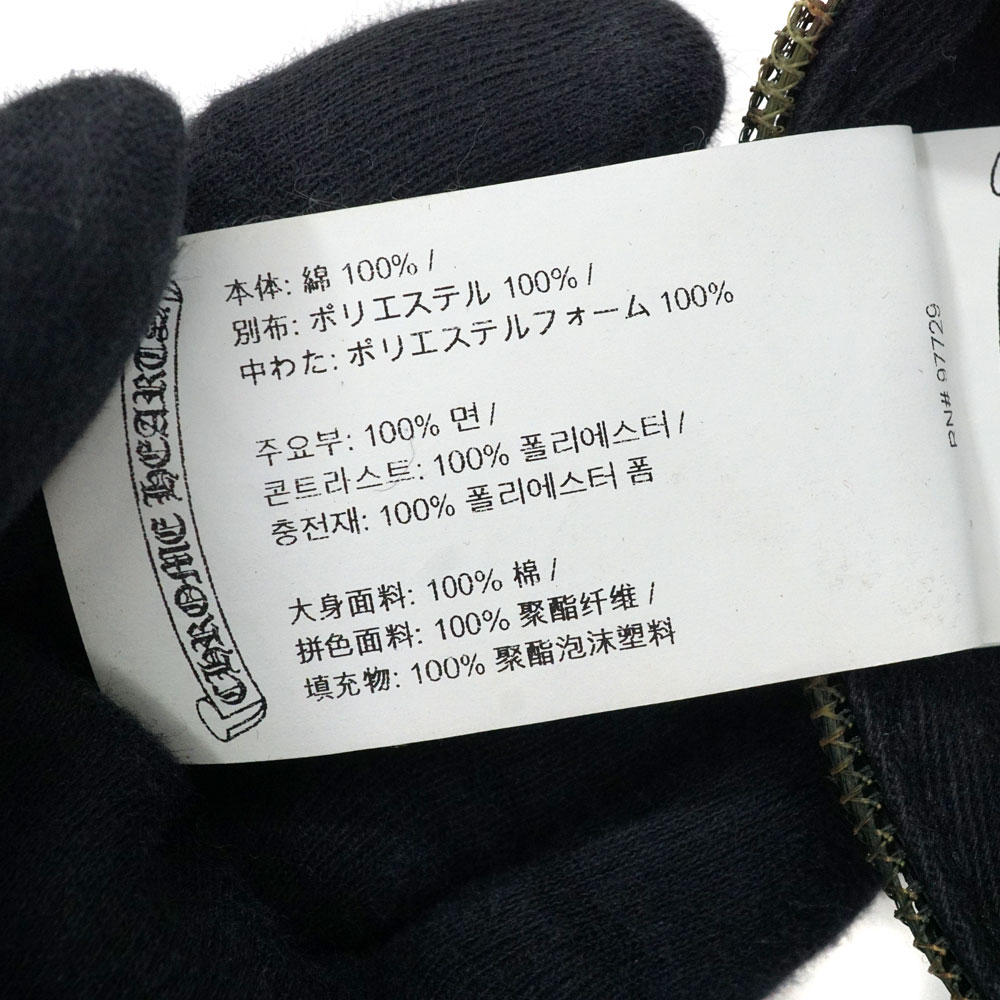 本体: 綿 100% /
別布: ポリエステル 100% /
中わた: ポリエステルフォーム 100%
주요부: 100% 면 /
콘트라스트: 100% 폴리에스터 /
충전재: 100% 폴리에스터 폼
大身面料: 100% 棉 /
拼色面料: 100% 聚酯纤维 /
填充物: 100% 聚酯泡沫塑料
CHROME HEARTS
PN# 97729